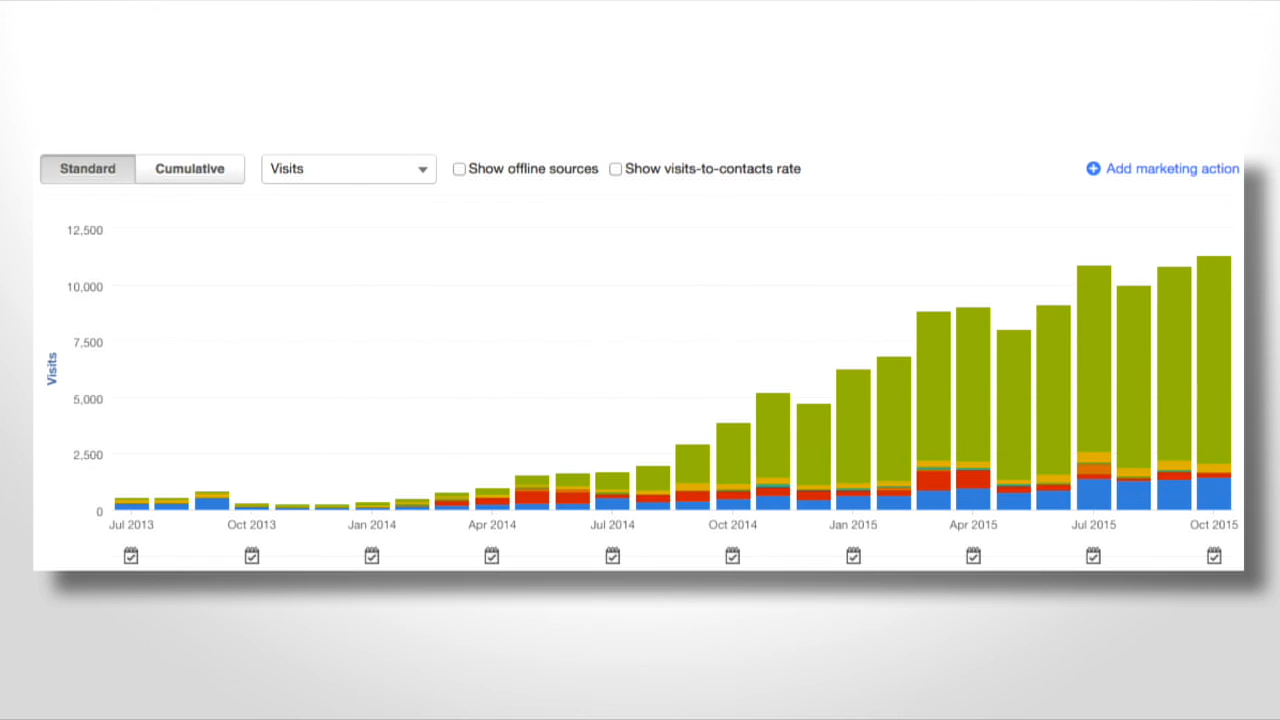 Standard Cumulative Visits Show offline sources Show visits-to-contacts rate Add marketing action
12,500
10,000
7,500
5,000
2,500
0
Visits
Jul 2013 Oct 2013 Jan 2014 Apr 2014 Jul 2014 Oct 2014 Jan 2015 Apr 2015 Jul 2015 Oct 2015